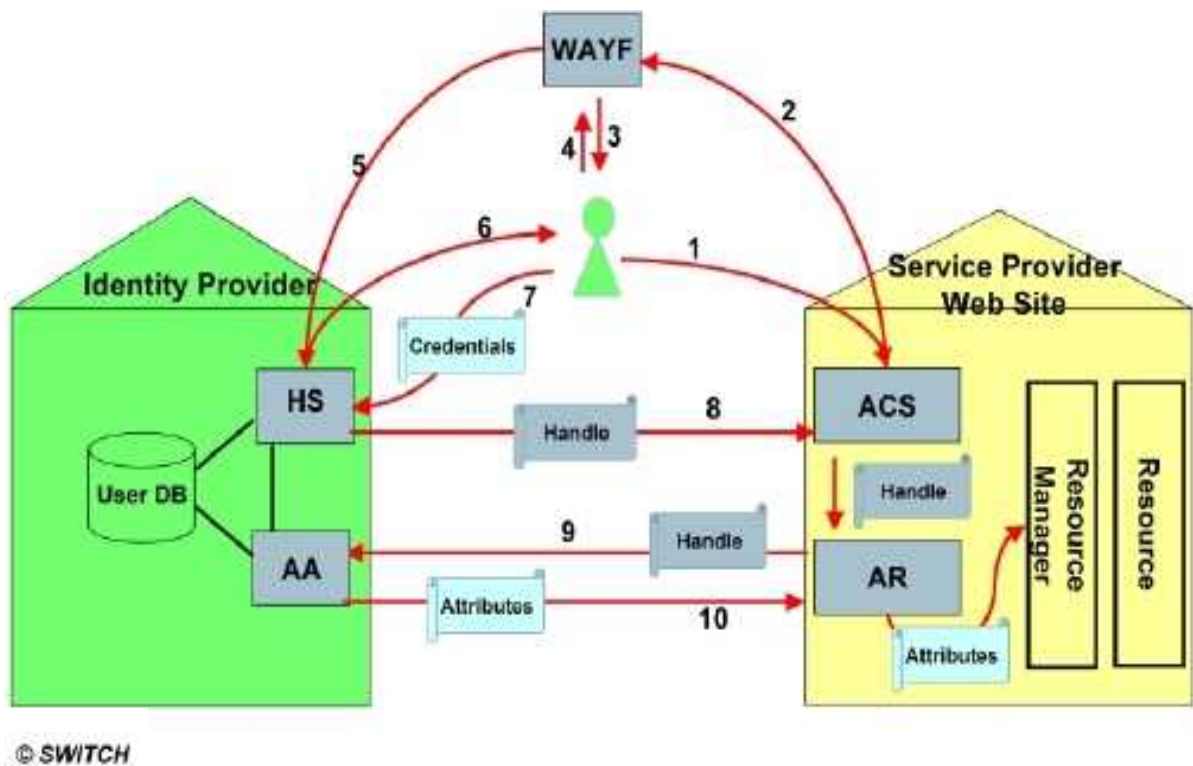 WAYF
2
5
4
3
6
1
Identity Provider
Service Provider
Web Site
7
Credentials
HS
Handle
8
ACS
User DB
Handle
Resource
Manager
Resource
9
Handle
AA
AR
Attributes
10
Attributes
© SWITCH